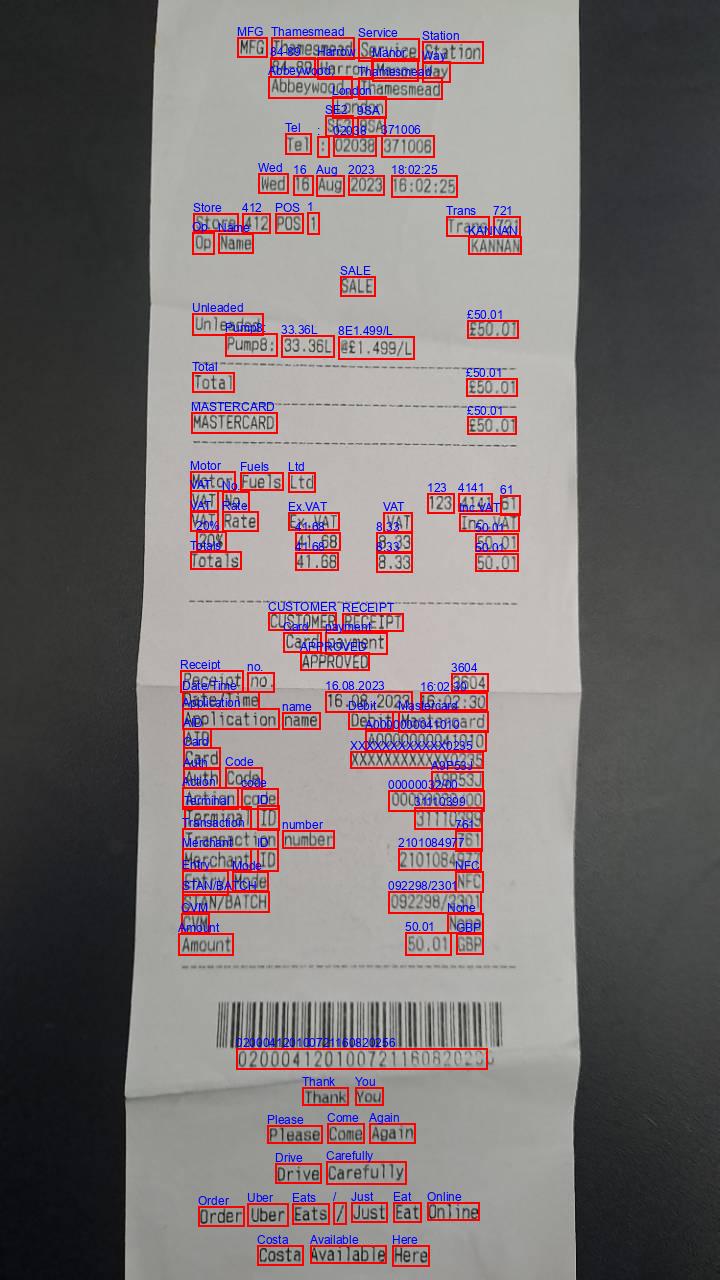 MFG Thamesmead Service Station
84-89 Harrow Manor Way
Abbeywood, Thamesmead
London
SE2 9SA
Tel : 02038 371006
Wed 16 Aug 2023 16:02:25
Store 412 POS 1 Trans 721
Op Name KANNAN
SALE
Unleaded £50.01
Pump8: 33.36L @£1.499/L
Total £50.01
MASTERCARD £50.01
Motor Fuels Ltd
VAT No. 123 4141 61
VAT Rate Ex.VAT VAT Inc.VAT
20% 41.68 8.33 50.01
Totals 41.68 8.33 50.01
CUSTOMER RECEIPT
Card payment
APPROVED
Receipt no. 3604
Date/Time 16.08.2023 16:02:30
Application name Debit Mastercard
AID A0000000041010
Card XXXXXXXXXXXX0235
Auth Code A9P53J
Action code 00000032/00
Terminal ID 31110399
Transaction number 761
Merchant ID 2101084977
Entry Mode NFC
STAN/BATCH 092298/2301
CVM None
Amount 50.01 GBP
Thank You
Please Come Again
Drive Carefully
Order Uber Eats / Just Eat Online
Costa Available Here